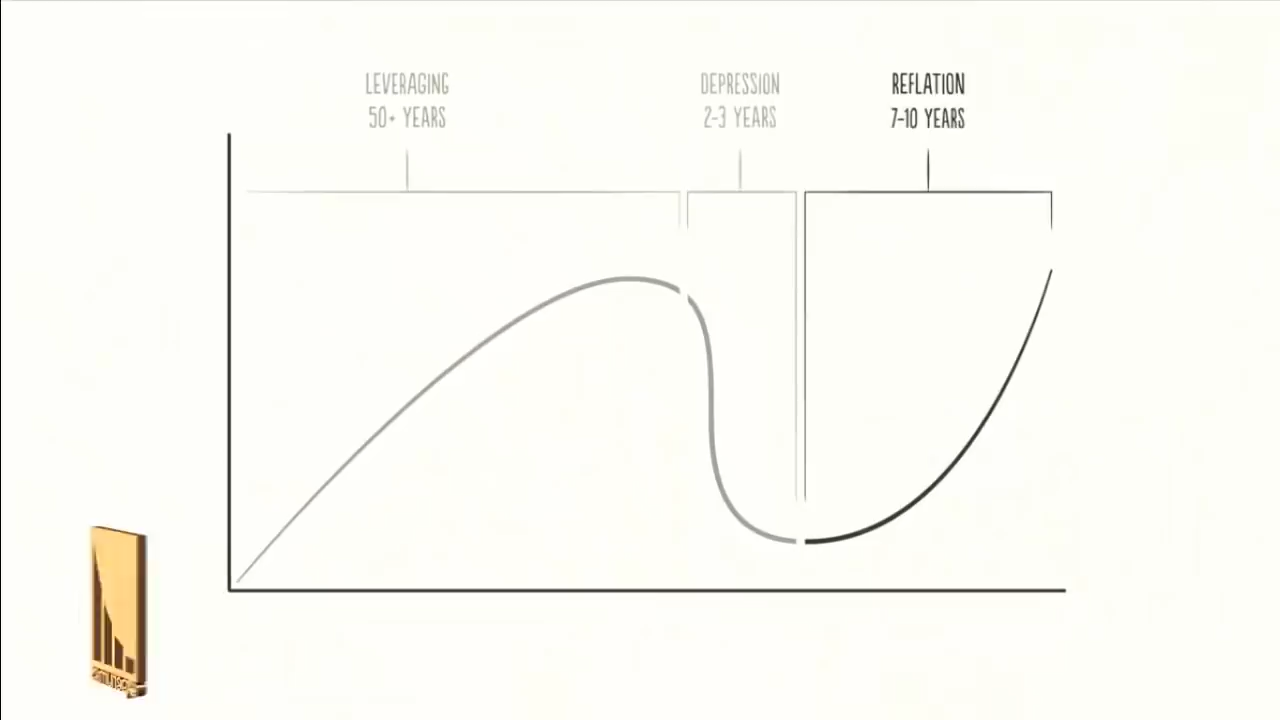 LEVERAGING
50+ YEARS
DEPRESSION
2-3 YEARS
REFLATION
7-10 YEARS